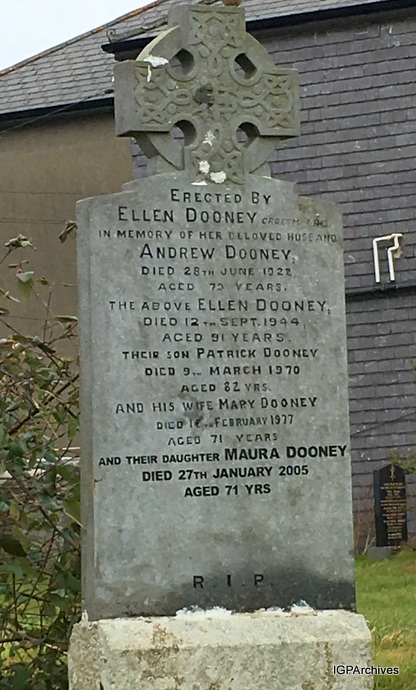 ERECTED BY
ELLEN DOONEY
IN MEMORY OF HER BELOVED HUSBAND
ANDREW DOONEY,
DIED 28TH JUNE 1922
AGED 75 YEARS.
THE ABOVE ELLEN DOONEY,
DIED 12TH SEPT. 1944,
AGED 91 YEARS.
THEIR SON PATRICK DOONEY
DIED 9TH MARCH 1970
AGED 82 YRS.
AND HIS WIFE MARY DOONEY
DIED FEBRUARY 1977
AGED 71 YEARS
AND THEIR DAUGHTER MAURA DOONEY
DIED 27TH JANUARY 2005
AGED 71 YRS
R.I.P.
IGPArchives